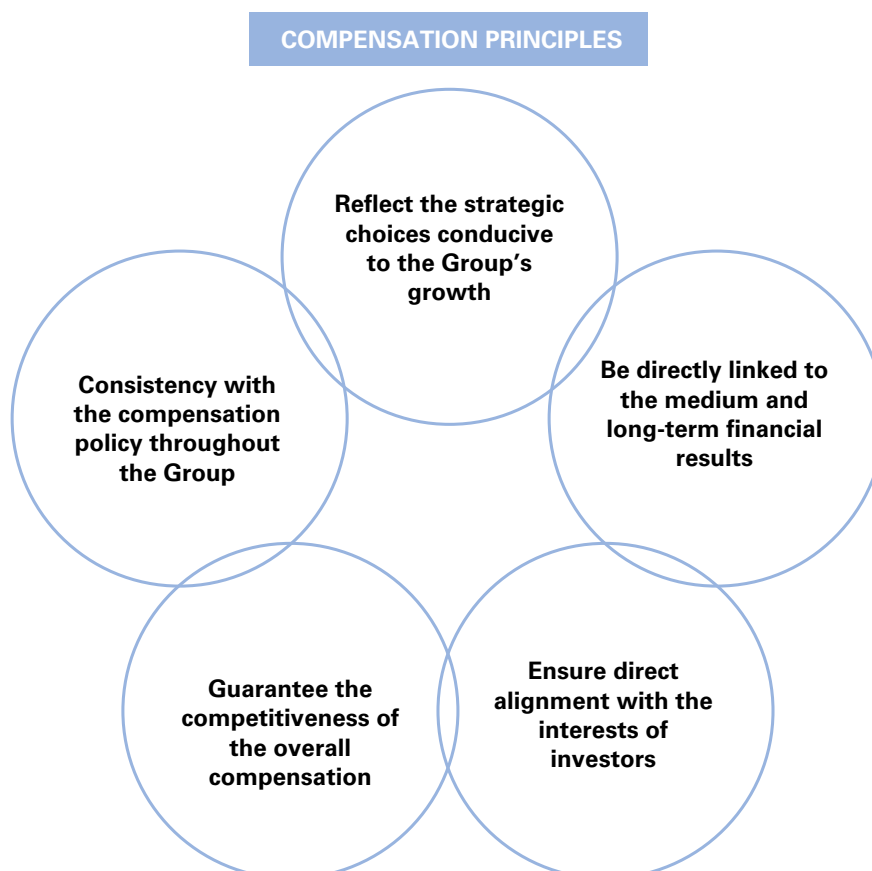 COMPENSATION PRINCIPLES
Reflect the strategic
choices conducive
to the Group’s
growth
Consistency with
the compensation
policy throughout
the Group
Be directly linked to
the medium and
long-term financial
results
Guarantee the
competitiveness of
the overall
compensation
Ensure direct
alignment with the
interests of
investors